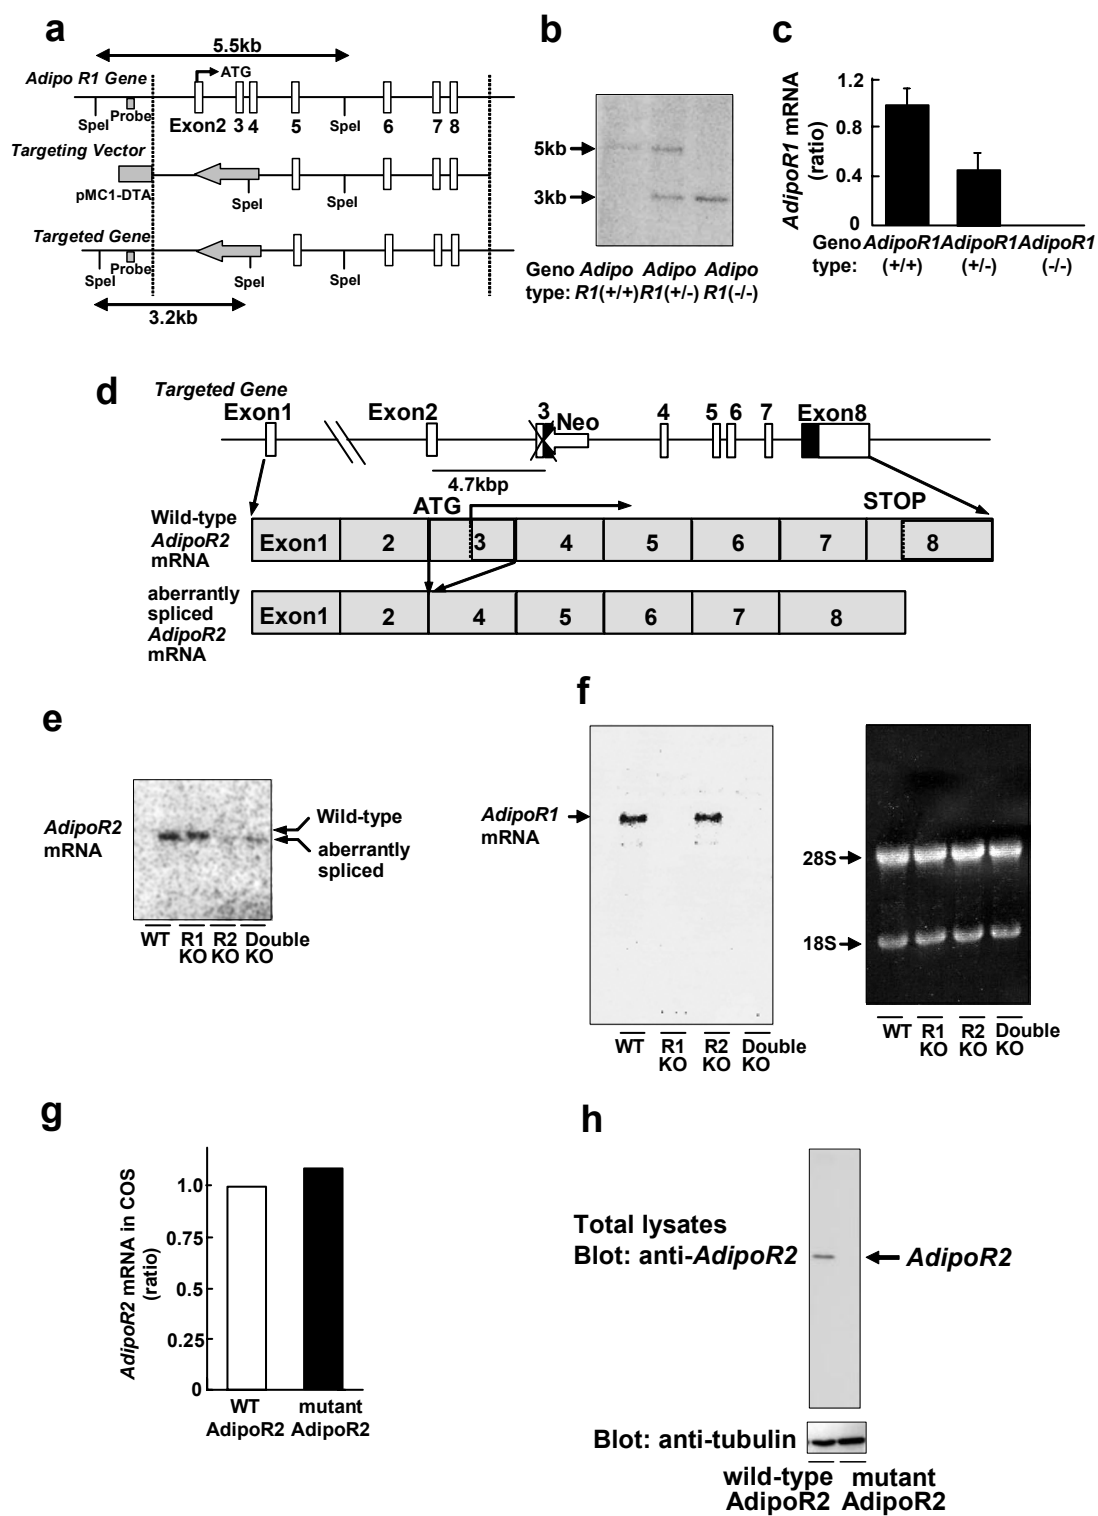 a
5.5kb
Adipo R1 Gene
ATG
SpeI
Probe
Exon2
3
4
5
SpeI
6
7
8
Targeting Vector
pMC1-DTA
SpeI
SpeI
Targeted Gene
SpeI
Probe
SpeI
SpeI
3.2kb
b
5kb
3kb
Geno Adipo Adipo Adipo
type: R1(+/+) R1(+/-) R1(-/-)
c
AdipoR1 mRNA
(ratio)
1.2
0.8
0.4
0
Geno AdipoR1 AdipoR1 AdipoR1
type: (+/+) (+/-) (-/-)
d
Targeted Gene
Exon1
Exon2
3
Neo
4
5
6
7
Exon8
4.7kbp
ATG
STOP
Wild-type
AdipoR2
mRNA
Exon1 2 3 4 5 6 7 8
aberrantly
spliced
AdipoR2
mRNA
Exon1 2 4 5 6 7 8
e
AdipoR2
mRNA
Wild-type
aberrantly
spliced
WT R1 R2 Double
KO KO KO
f
AdipoR1
mRNA
WT R1 R2 Double
KO KO KO
28S
18S
WT R1 R2 Double
KO KO KO
g
AdipoR2 mRNA in COS
(ratio)
1.0
0.75
0.5
0.25
0
WT mutant
AdipoR2 AdipoR2
h
Total lysates
Blot: anti-AdipoR2
AdipoR2
Blot: anti-tubulin
wild-type mutant
AdipoR2 AdipoR2